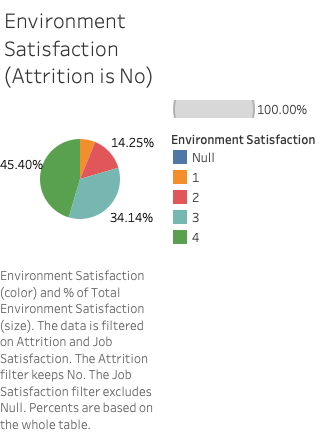 Environment
Satisfaction
(Attrition is No)
100.00%
Environment Satisfaction
Null
1
2
3
4
14.25%
45.40%
34.14%
Environment Satisfaction
(color) and % of Total
Environment Satisfaction
(size). The data is filtered
on Attrition and Job
Satisfaction. The Attrition
filter keeps No. The Job
Satisfaction filter excludes
Null. Percents are based on
the whole table.